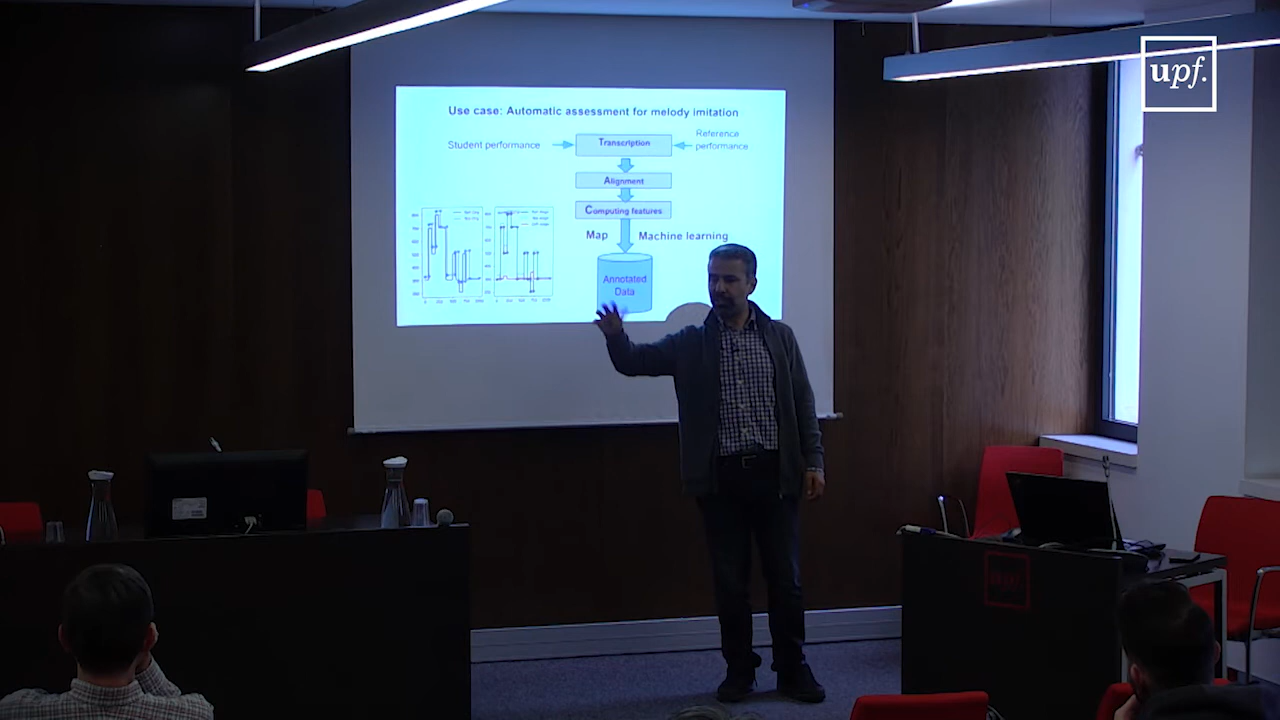 upf.
Use case: Automatic assessment for melody imitation
Student performance
Transcription
Reference
performance
Alignment
Computing features
Map
Machine learning
Annotated
Data
upf.